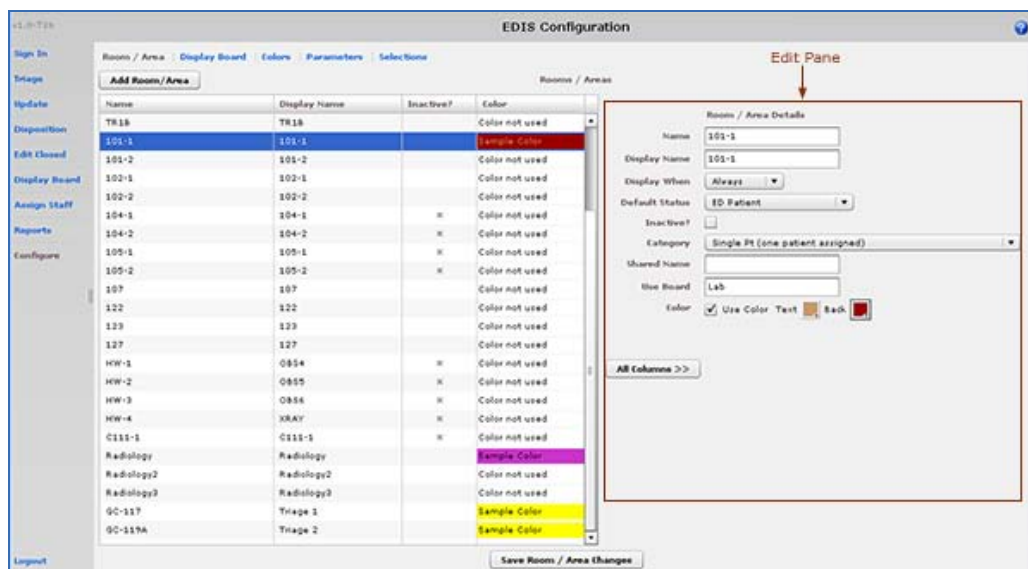 v1.0-T26
EDIS Configuration
?
Edit Pane
Sign In
Triage
Update
Disposition
Edit Closed
Display Board
Assign Staff
Reports
Configure
Logout
Room / Area Display Board Colors Parameters Selections
Add Room/Area
Rooms / Areas
Name Display Name Inactive? Color
TR1B TR1B Color not used
101-1 101-1 Sample Color
101-2 101-2 Color not used
102-1 102-1 Color not used
102-2 102-2 Color not used
104-1 104-1 x Color not used
104-2 104-2 x Color not used
105-1 105-1 x Color not used
105-2 105-2 x Color not used
107 107 Color not used
122 122 Color not used
123 123 Color not used
127 127 Color not used
HW-1 OBS4 x Color not used
HW-2 OBS5 x Color not used
HW-3 OBS6 x Color not used
HW-4 XRAY x Color not used
C111-1 C111-1 x Color not used
Radiology Radiology Sample Color
Radiology2 Radiology2 Color not used
Radiology3 Radiology3 Color not used
GC-117 Triage 1 Sample Color
GC-119A Triage 2 Sample Color
Room / Area Details
Name 101-1
Display Name 101-1
Display When Always
Default Status ED Patient
Inactive?
Category Single Pt (one patient assigned)
Shared Name
Use Board Lab
Color Use Color Text Back
All Columns >>
Save Room / Area Changes